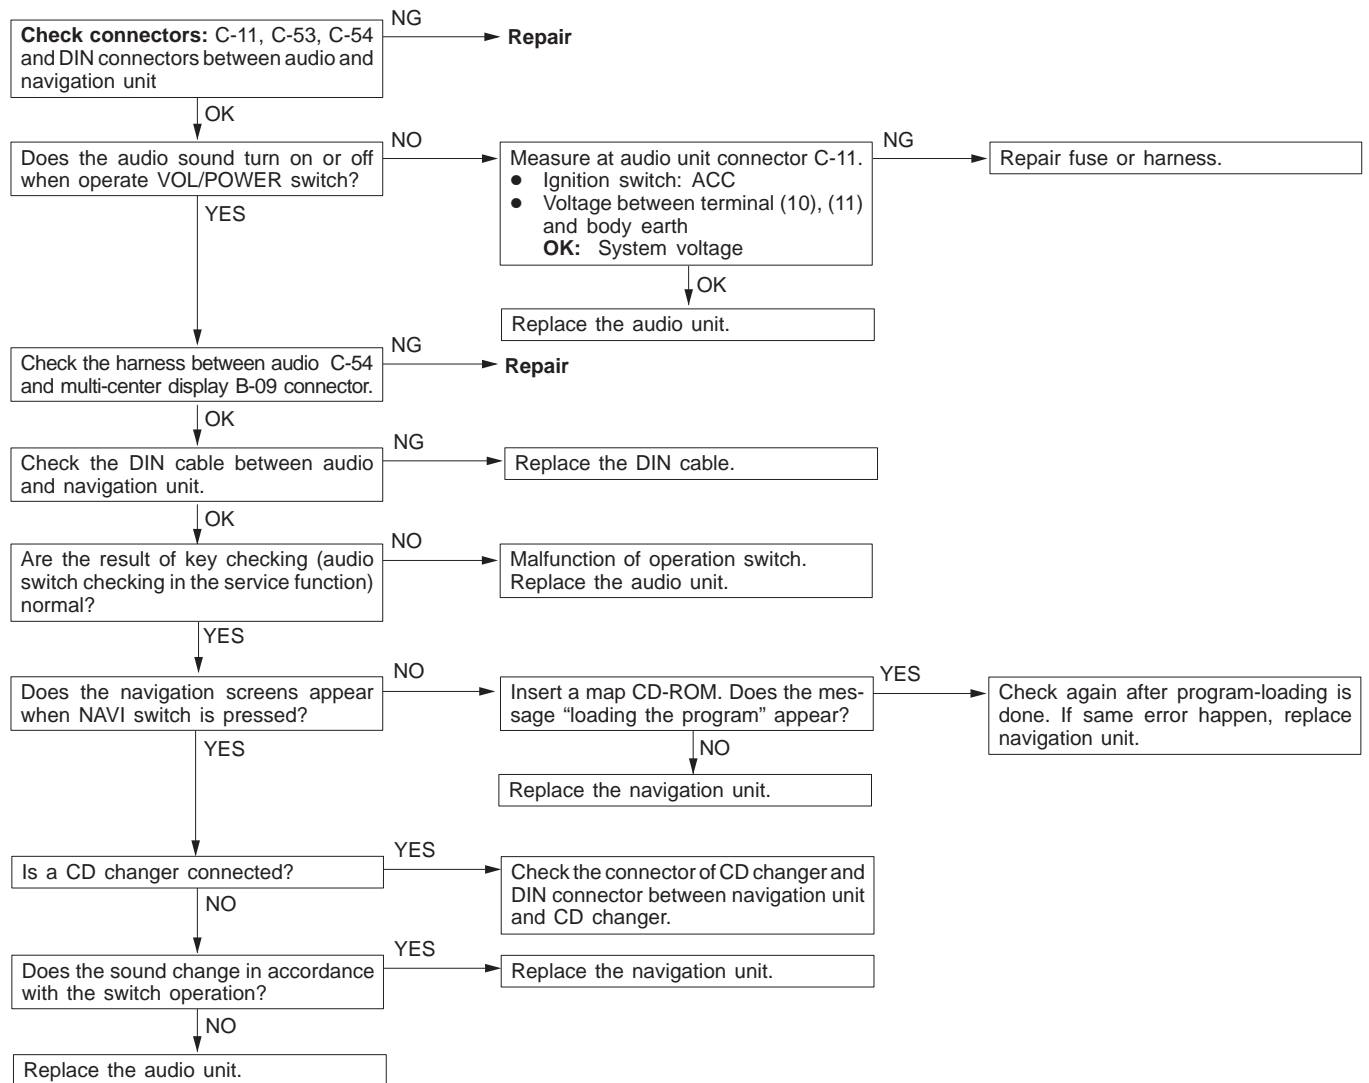 NG
Check connectors: C-11, C-53, C-54
and DIN connectors between audio and
navigation unit
Repair
OK
Does the audio sound turn on or off
when operate VOL/POWER switch?
NO
Measure at audio unit connector C-11.
● Ignition switch: ACC
● Voltage between terminal (10), (11)
and body earth
OK: System voltage
NG
Repair fuse or harness.
YES
OK
Replace the audio unit.
Check the harness between audio C-54
and multi-center display B-09 connector.
NG
Repair
OK
Check the DIN cable between audio
and navigation unit.
NG
Replace the DIN cable.
OK
Are the result of key checking (audio
switch checking in the service function)
normal?
NO
Malfunction of operation switch.
Replace the audio unit.
YES
Does the navigation screens appear
when NAVI switch is pressed?
NO
Insert a map CD-ROM. Does the mes-
sage “loading the program” appear?
YES
Check again after program-loading is
done. If same error happen, replace
navigation unit.
YES
NO
Replace the navigation unit.
Is a CD changer connected?
YES
Check the connector of CD changer and
DIN connector between navigation unit
and CD changer.
NO
Does the sound change in accordance
with the switch operation?
YES
Replace the navigation unit.
NO
Replace the audio unit.